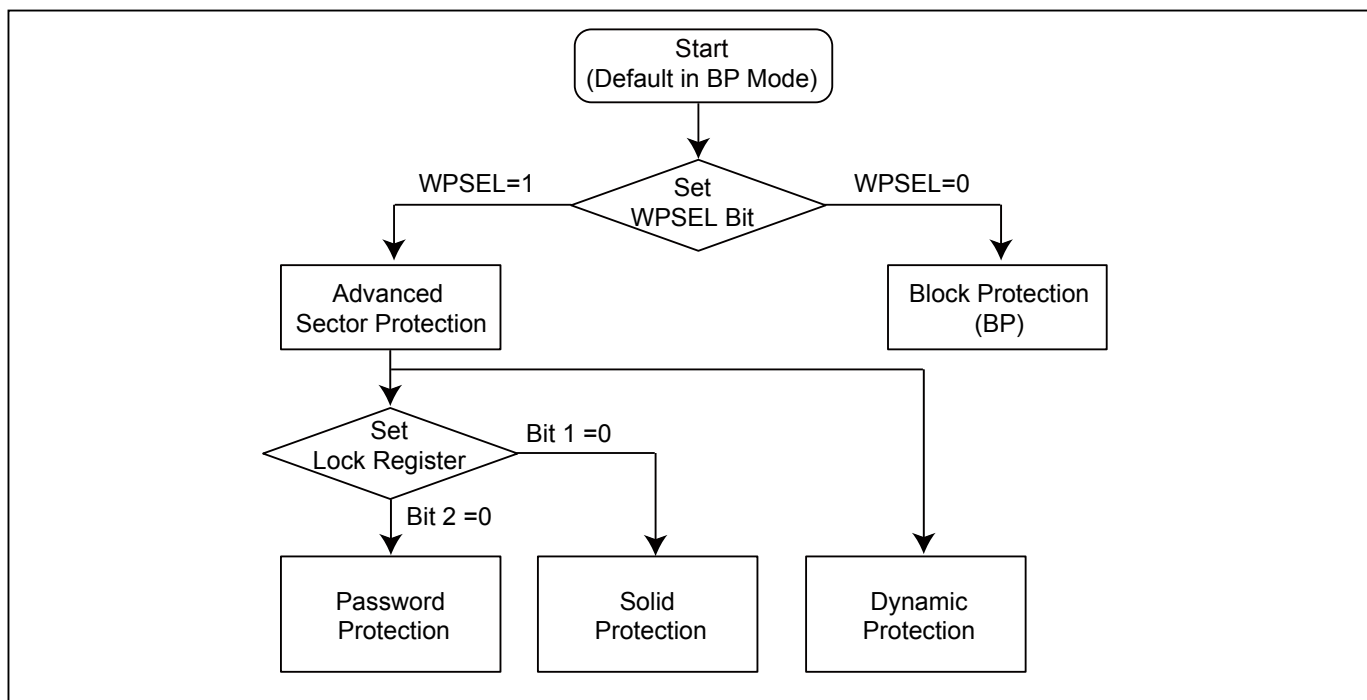 Start
(Default in BP Mode)
WPSEL=1
Set
WPSEL Bit
WPSEL=0
Advanced
Sector Protection
Block Protection
(BP)
Set
Lock Register
Bit 1 =0
Bit 2 =0
Password
Protection
Solid
Protection
Dynamic
Protection